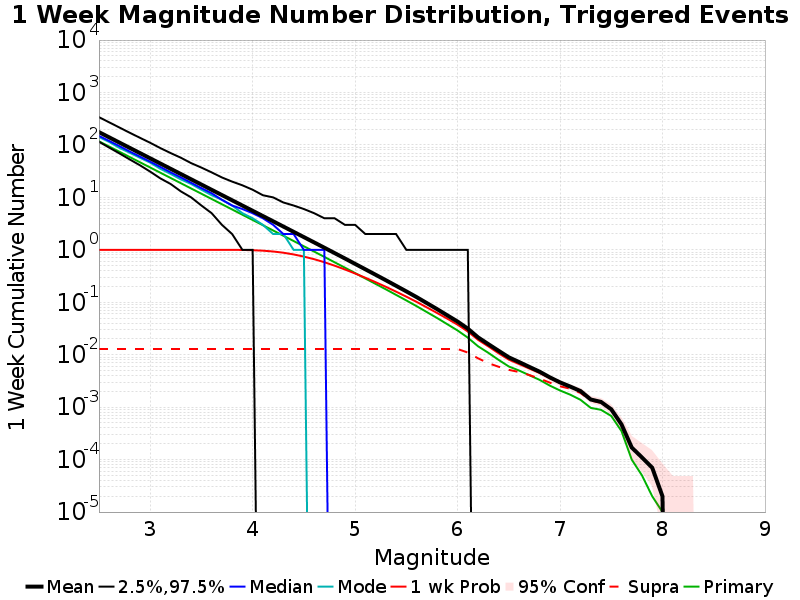 1 Week Magnitude Number Distribution, Triggered Events
10^4
10^3
10^2
10^1
10^0
10^-1
10^-2
10^-3
10^-4
10^-5
1 Week Cumulative Number
3 4 5 6 7 8 9
Magnitude
Mean 2.5%,97.5% Median Mode 1 wk Prob 95% Conf Supra Primary